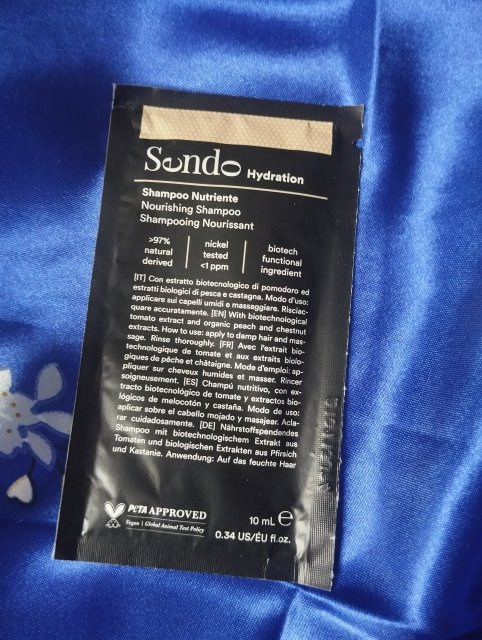 Sendo Hydration
Shampoo Nutriente
Nourishing Shampoo
Shampooing Nourissant
>97% natural derived
nickel tested <1 ppm
biotech functional ingredient
[IT] Con estratto biotecnologico di pomodoro ed
estratti biologici di pesca e castagna. Modo d'uso:
applicare sui capelli umidi e massaggiare. Risciac-
quare accuratamente. [EN] With biotechnological
tomato extract and organic peach and chestnut
extracts. How to use: apply to damp hair and mas-
sage. Rinse thoroughly. [FR] Avec l'extrait bio-
technologique de tomate et aux extraits biolo-
giques de pêche et châtaigne. Mode d'emploi: ap-
pliquer sur cheveux humides et masser. Rincer
soigneusement. [ES] Champú nutritivo, con ex-
tracto biotecnológico de tomate y extractos bio-
lógicos de melocotón y castaña. Modo de uso:
aplicar sobre el cabello mojado y masajear. Acla-
rar cuidadosamente. [DE] Nährstoffspendendes
Shampoo mit biotechnologischem Extrakt aus
Tomaten und biologischen Extrakten aus Pfirsich
und Kastanie. Anwendung: Auf das feuchte Haar
PETA APPROVED
Vegan | Global Animal Test Policy
10 mL e
0.34 US/ÉU fl.oz.